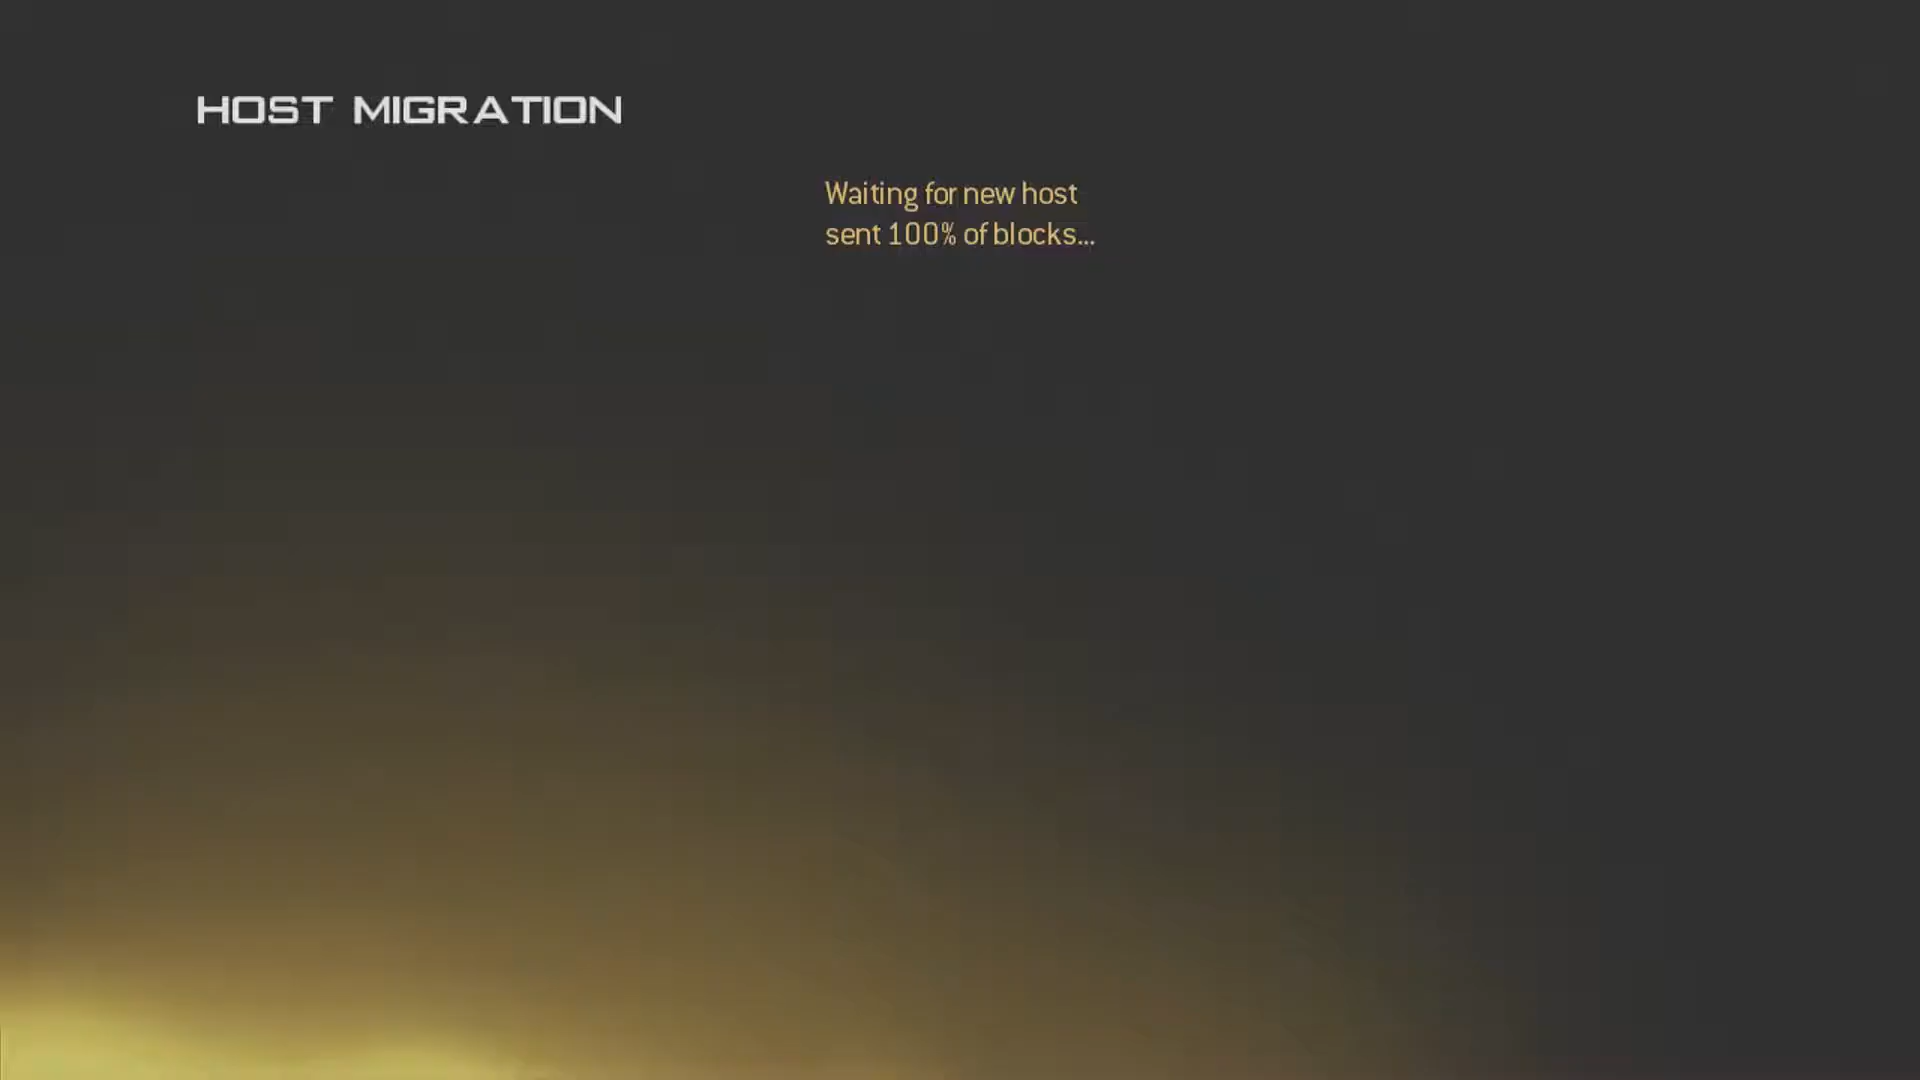 HOST MIGRATION
Waiting for new host
sent 100% of blocks...